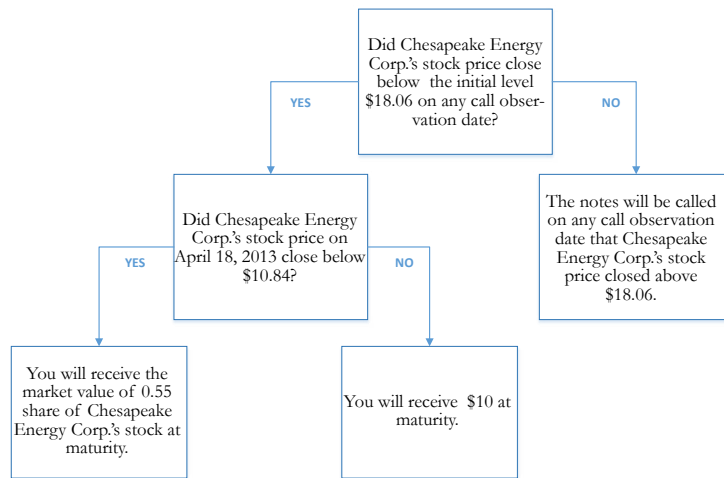 Did Chesapeake Energy
Corp.'s stock price close
below the initial level
$18.06 on any call obser-
vation date?
YES
NO
Did Chesapeake Energy
Corp.'s stock price on
April 18, 2013 close below
$10.84?
The notes will be called
on any call observation
date that Chesapeake
Energy Corp.'s stock
price closed above
$18.06.
YES
NO
You will receive the
market value of 0.55
share of Chesapeake
Energy Corp.'s stock at
maturity.
You will receive $10 at
maturity.